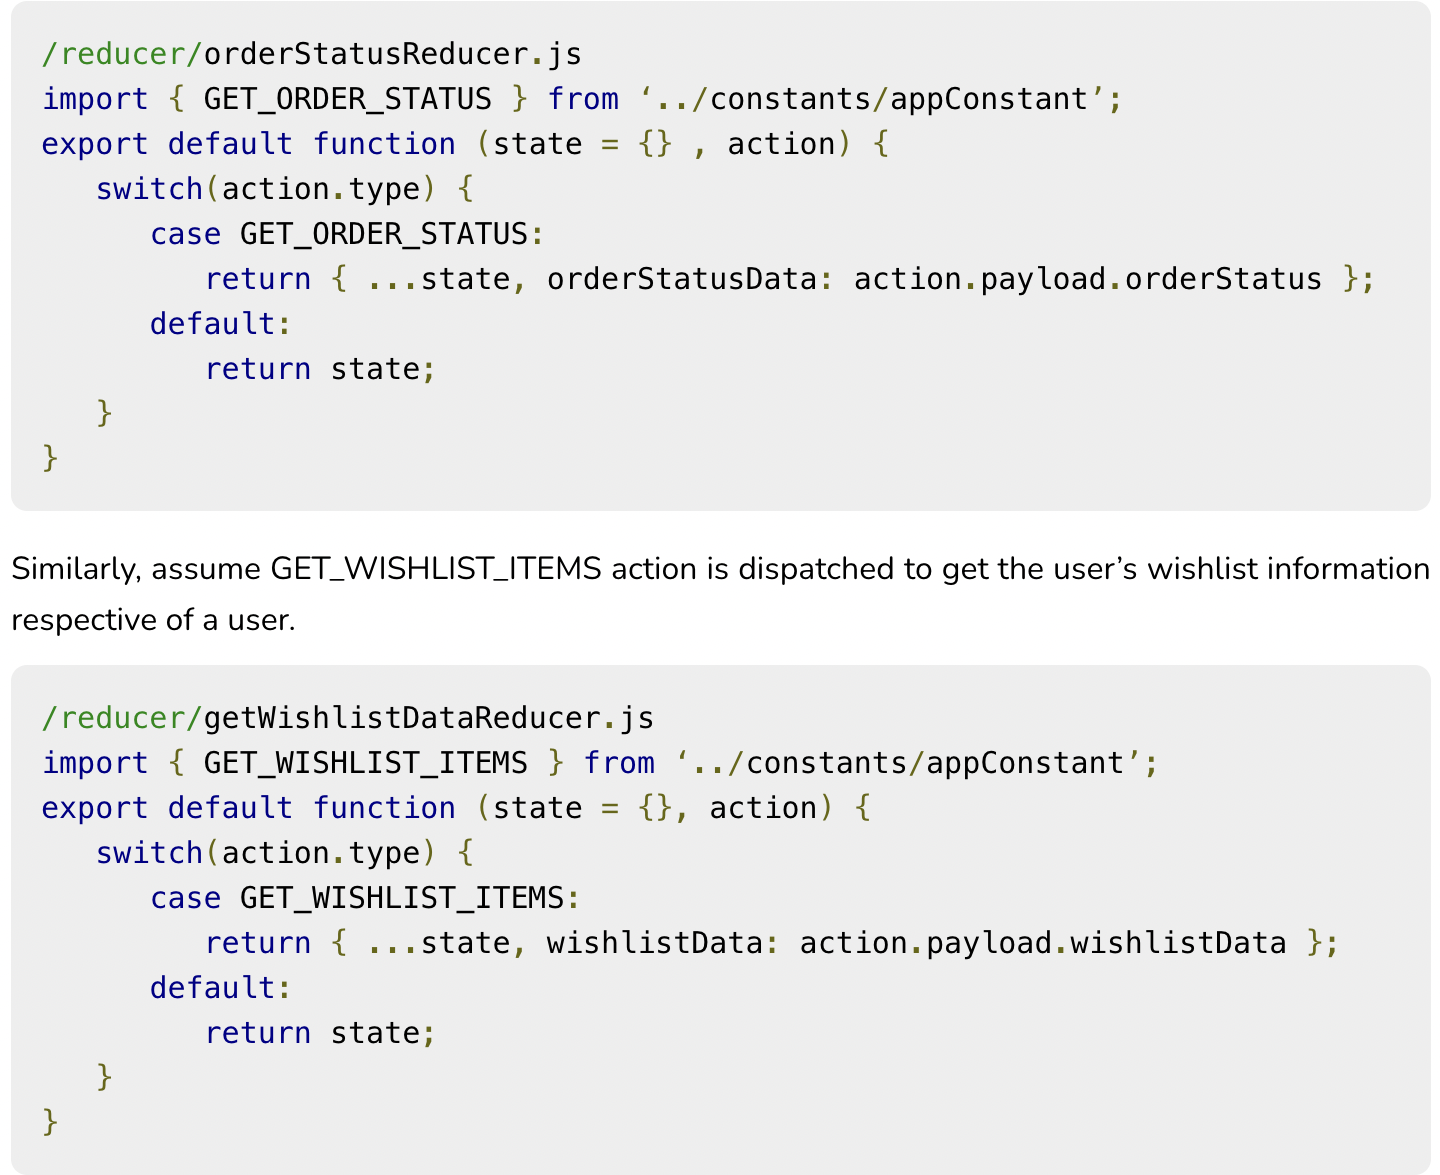 /reducer/orderStatusReducer.js
import { GET_ORDER_STATUS } from ‘../constants/appConstant’;
export default function (state = {} , action) {
   switch(action.type) {
      case GET_ORDER_STATUS:
         return { ...state, orderStatusData: action.payload.orderStatus };
      default:
         return state;
   }
}
Similarly, assume GET_WISHLIST_ITEMS action is dispatched to get the user’s wishlist information
respective of a user.
/reducer/getWishlistDataReducer.js
import { GET_WISHLIST_ITEMS } from ‘../constants/appConstant’;
export default function (state = {}, action) {
   switch(action.type) {
      case GET_WISHLIST_ITEMS:
         return { ...state, wishlistData: action.payload.wishlistData };
      default:
         return state;
   }
}